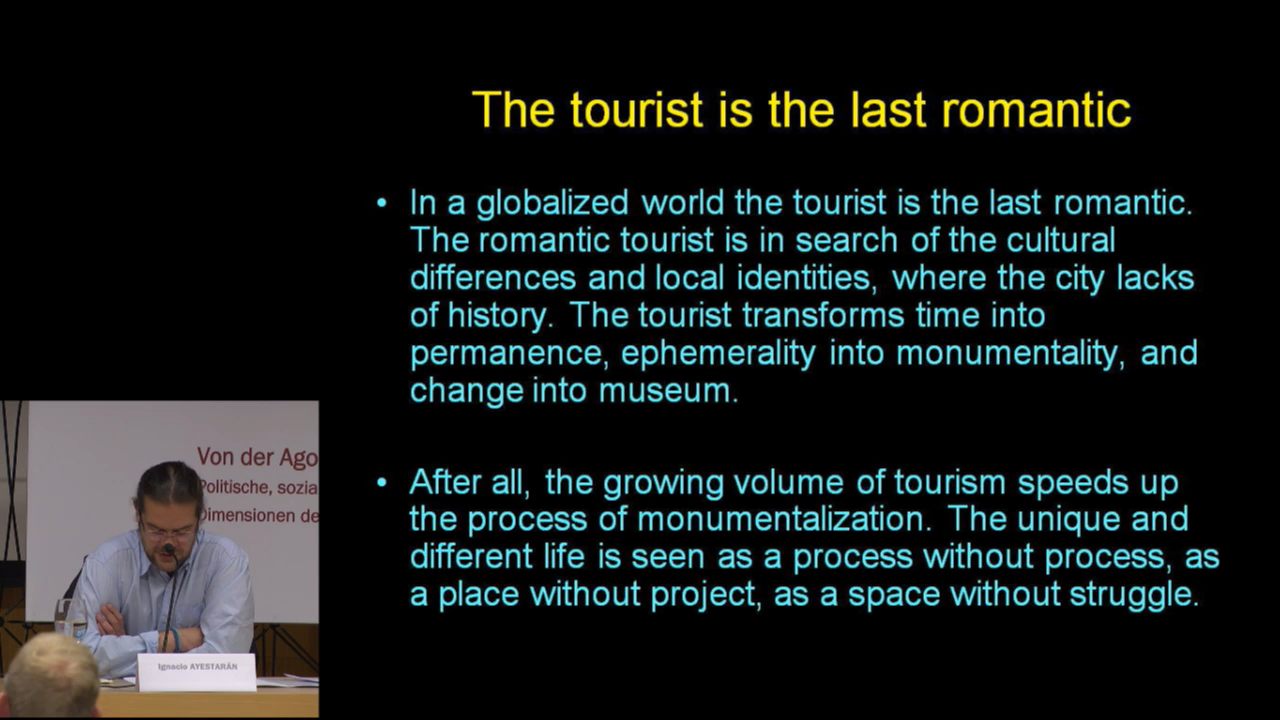 The tourist is the last romantic
• In a globalized world the tourist is the last romantic.
The romantic tourist is in search of the cultural
differences and local identities, where the city lacks
of history. The tourist transforms time into
permanence, ephemerality into monumentality, and
change into museum.
• After all, the growing volume of tourism speeds up
the process of monumentalization. The unique and
different life is seen as a process without process, as
a place without project, as a space without struggle.
Von der Ago
Politische, sozia
Dimensionen de
Ignacio AYESTARÁN